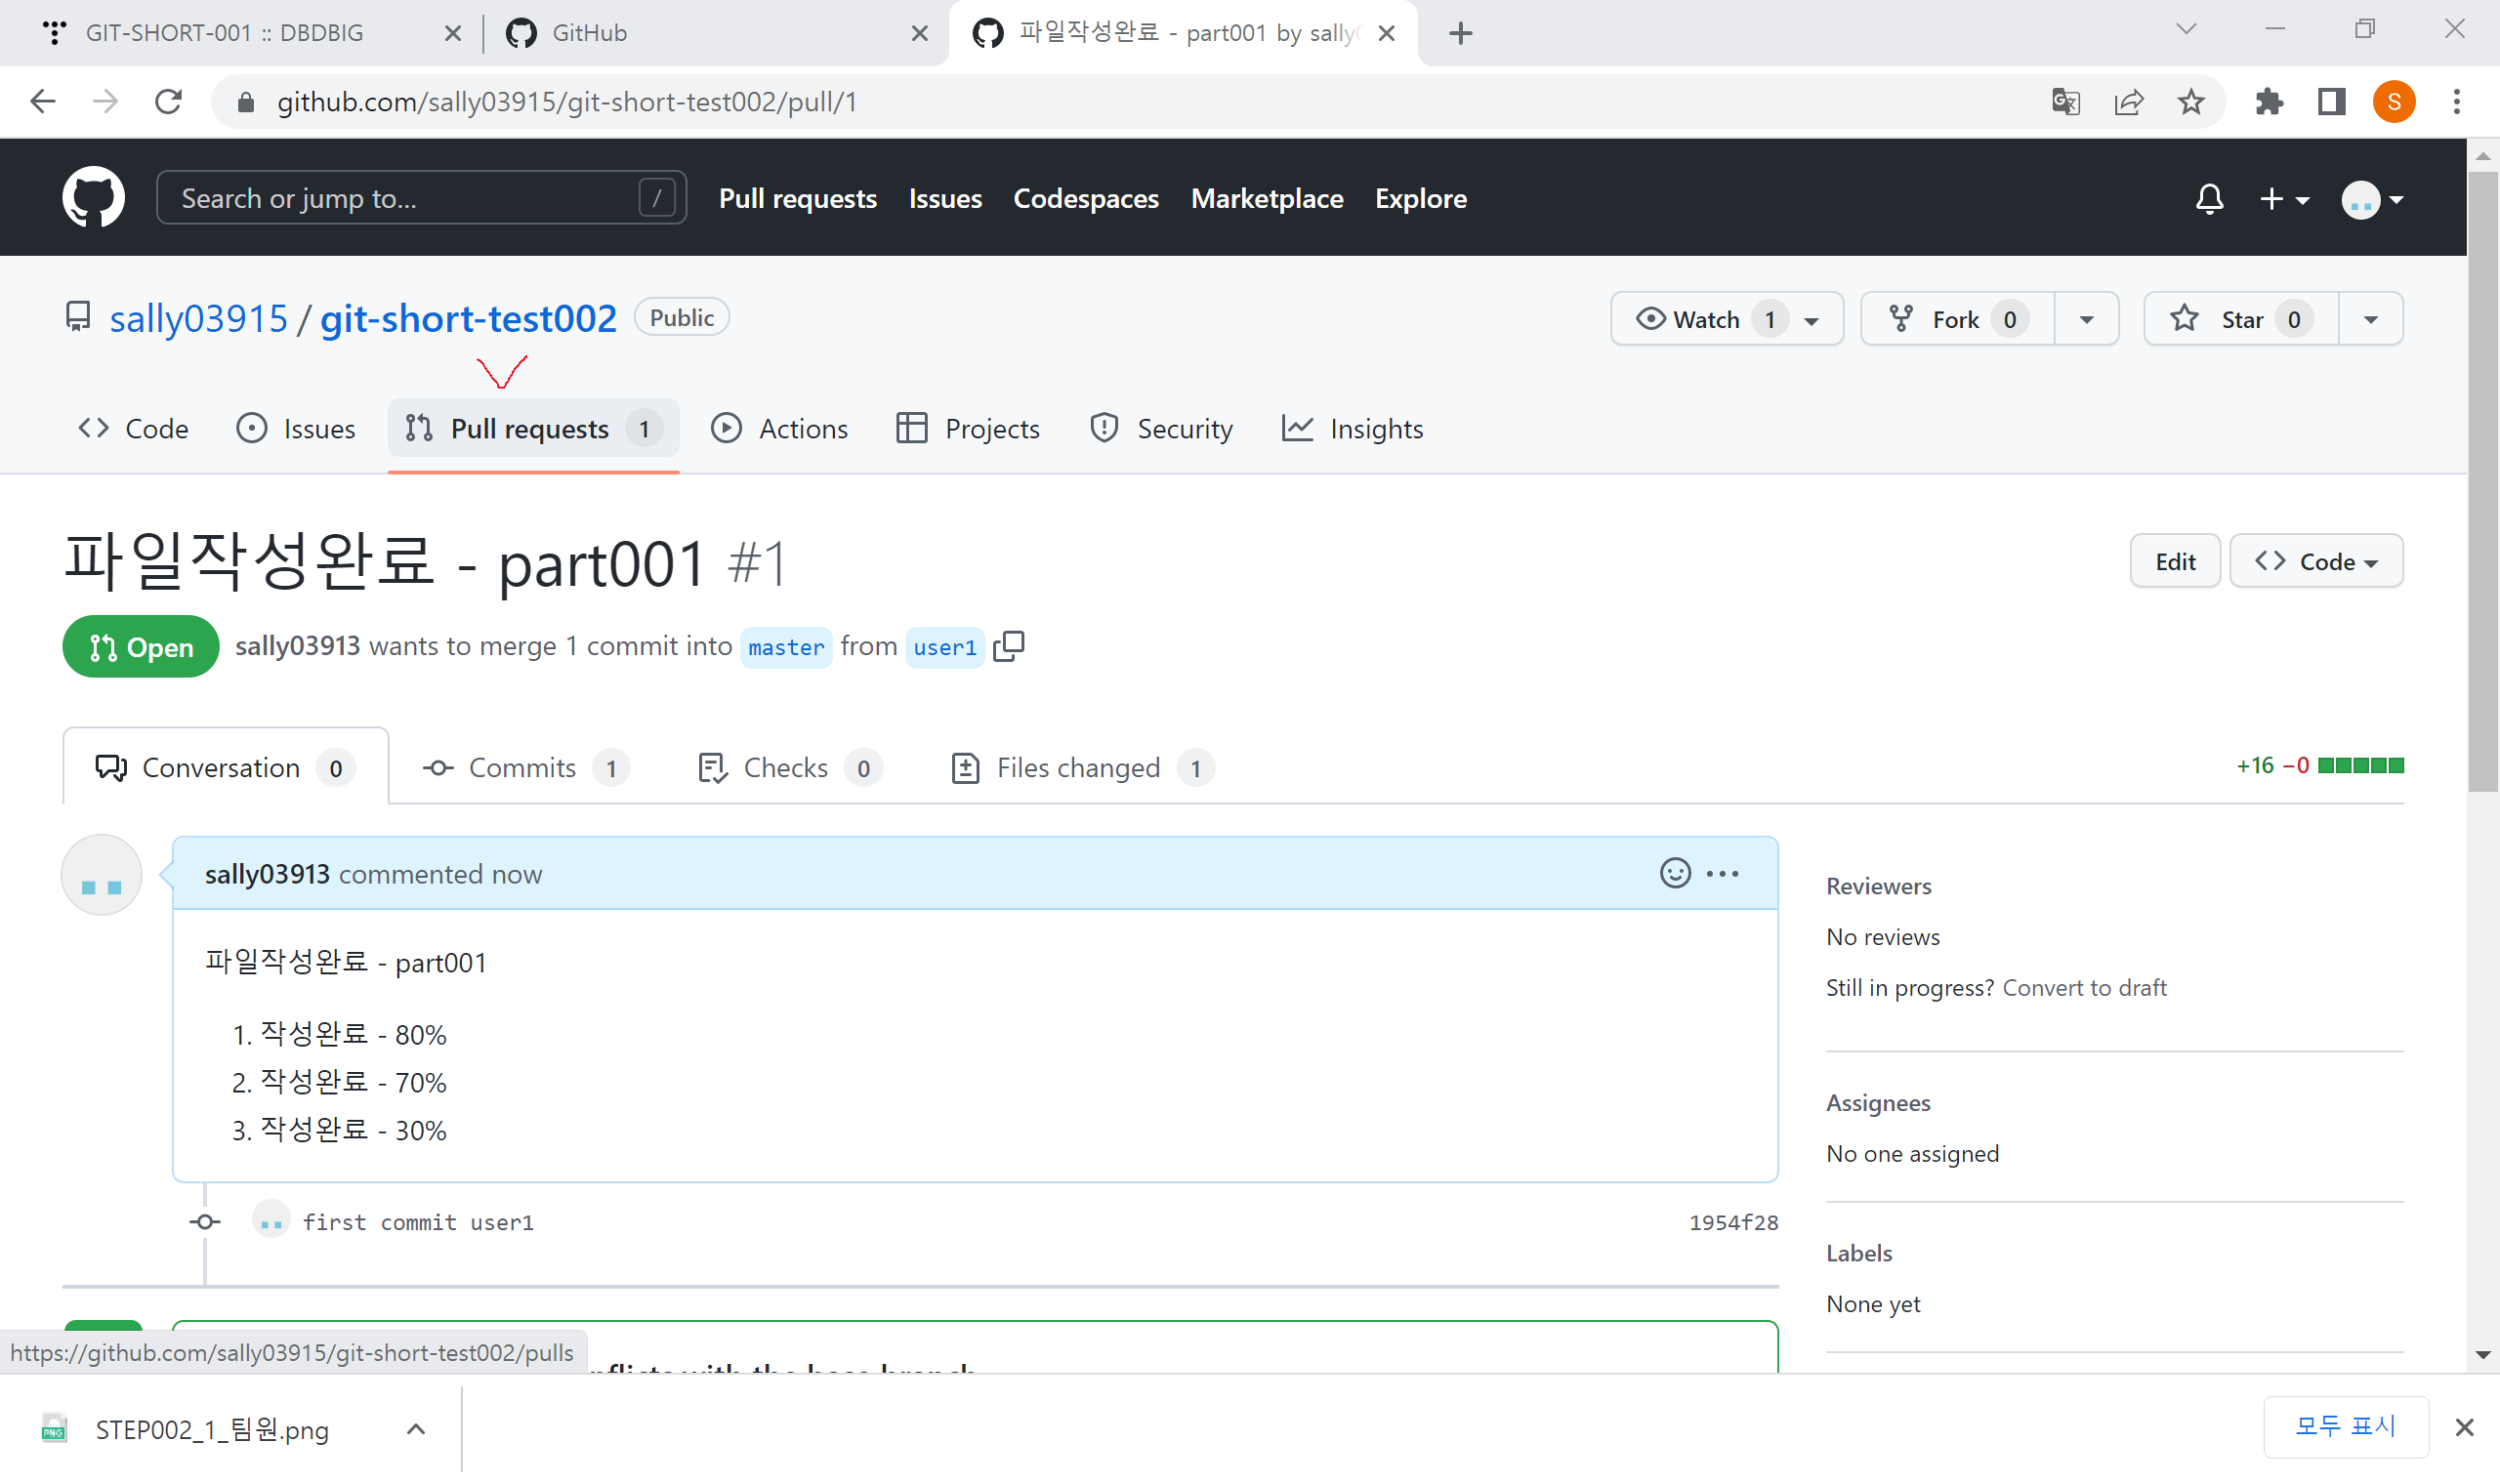 GIT-SHORT-001 :: DBDBIG
GitHub
파일작성완료 - part001 by sally
github.com/sally03915/git-short-test002/pull/1
S
Search or jump to...
/
Pull requests
Issues
Codespaces
Marketplace
Explore
sally03915 / git-short-test002
Public
Watch 1
Fork 0
Star 0
Code
Issues
Pull requests 1
Actions
Projects
Security
Insights
파일작성완료 - part001 #1
Edit
Code
Open
sally03913 wants to merge 1 commit into master from user1
Conversation 0
Commits 1
Checks 0
Files changed 1
+16 −0
sally03913 commented now
파일작성완료 - part001
1. 작성완료 - 80%
2. 작성완료 - 70%
3. 작성완료 - 30%
first commit user1
1954f28
Reviewers
No reviews
Still in progress? Convert to draft
Assignees
No one assigned
Labels
None yet
with the base branch
https://github.com/sally03915/git-short-test002/pulls
STEP002_1_팀원.png
모두 표시